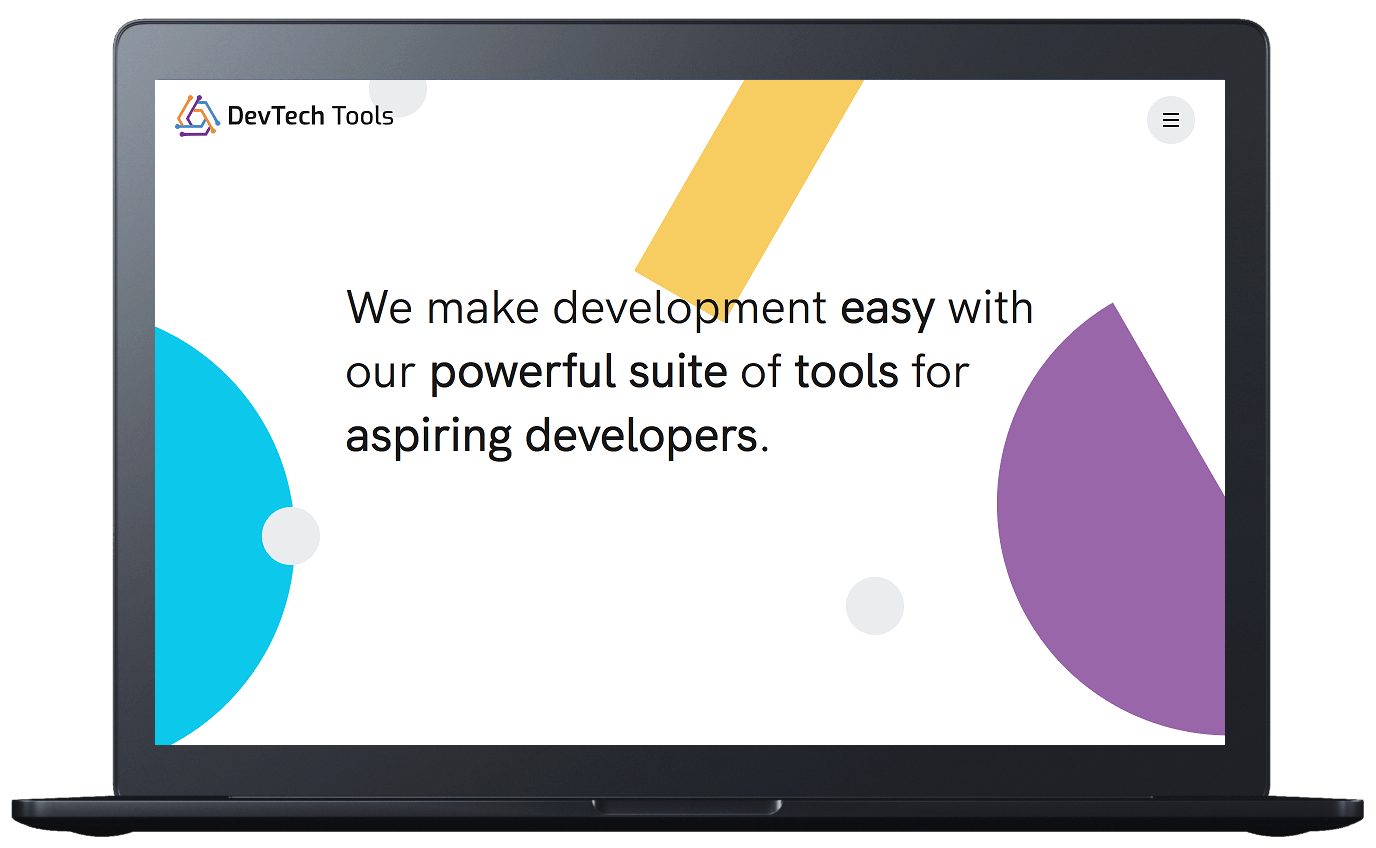 DevTech Tools
We make development easy with
our powerful suite of tools for
aspiring developers.